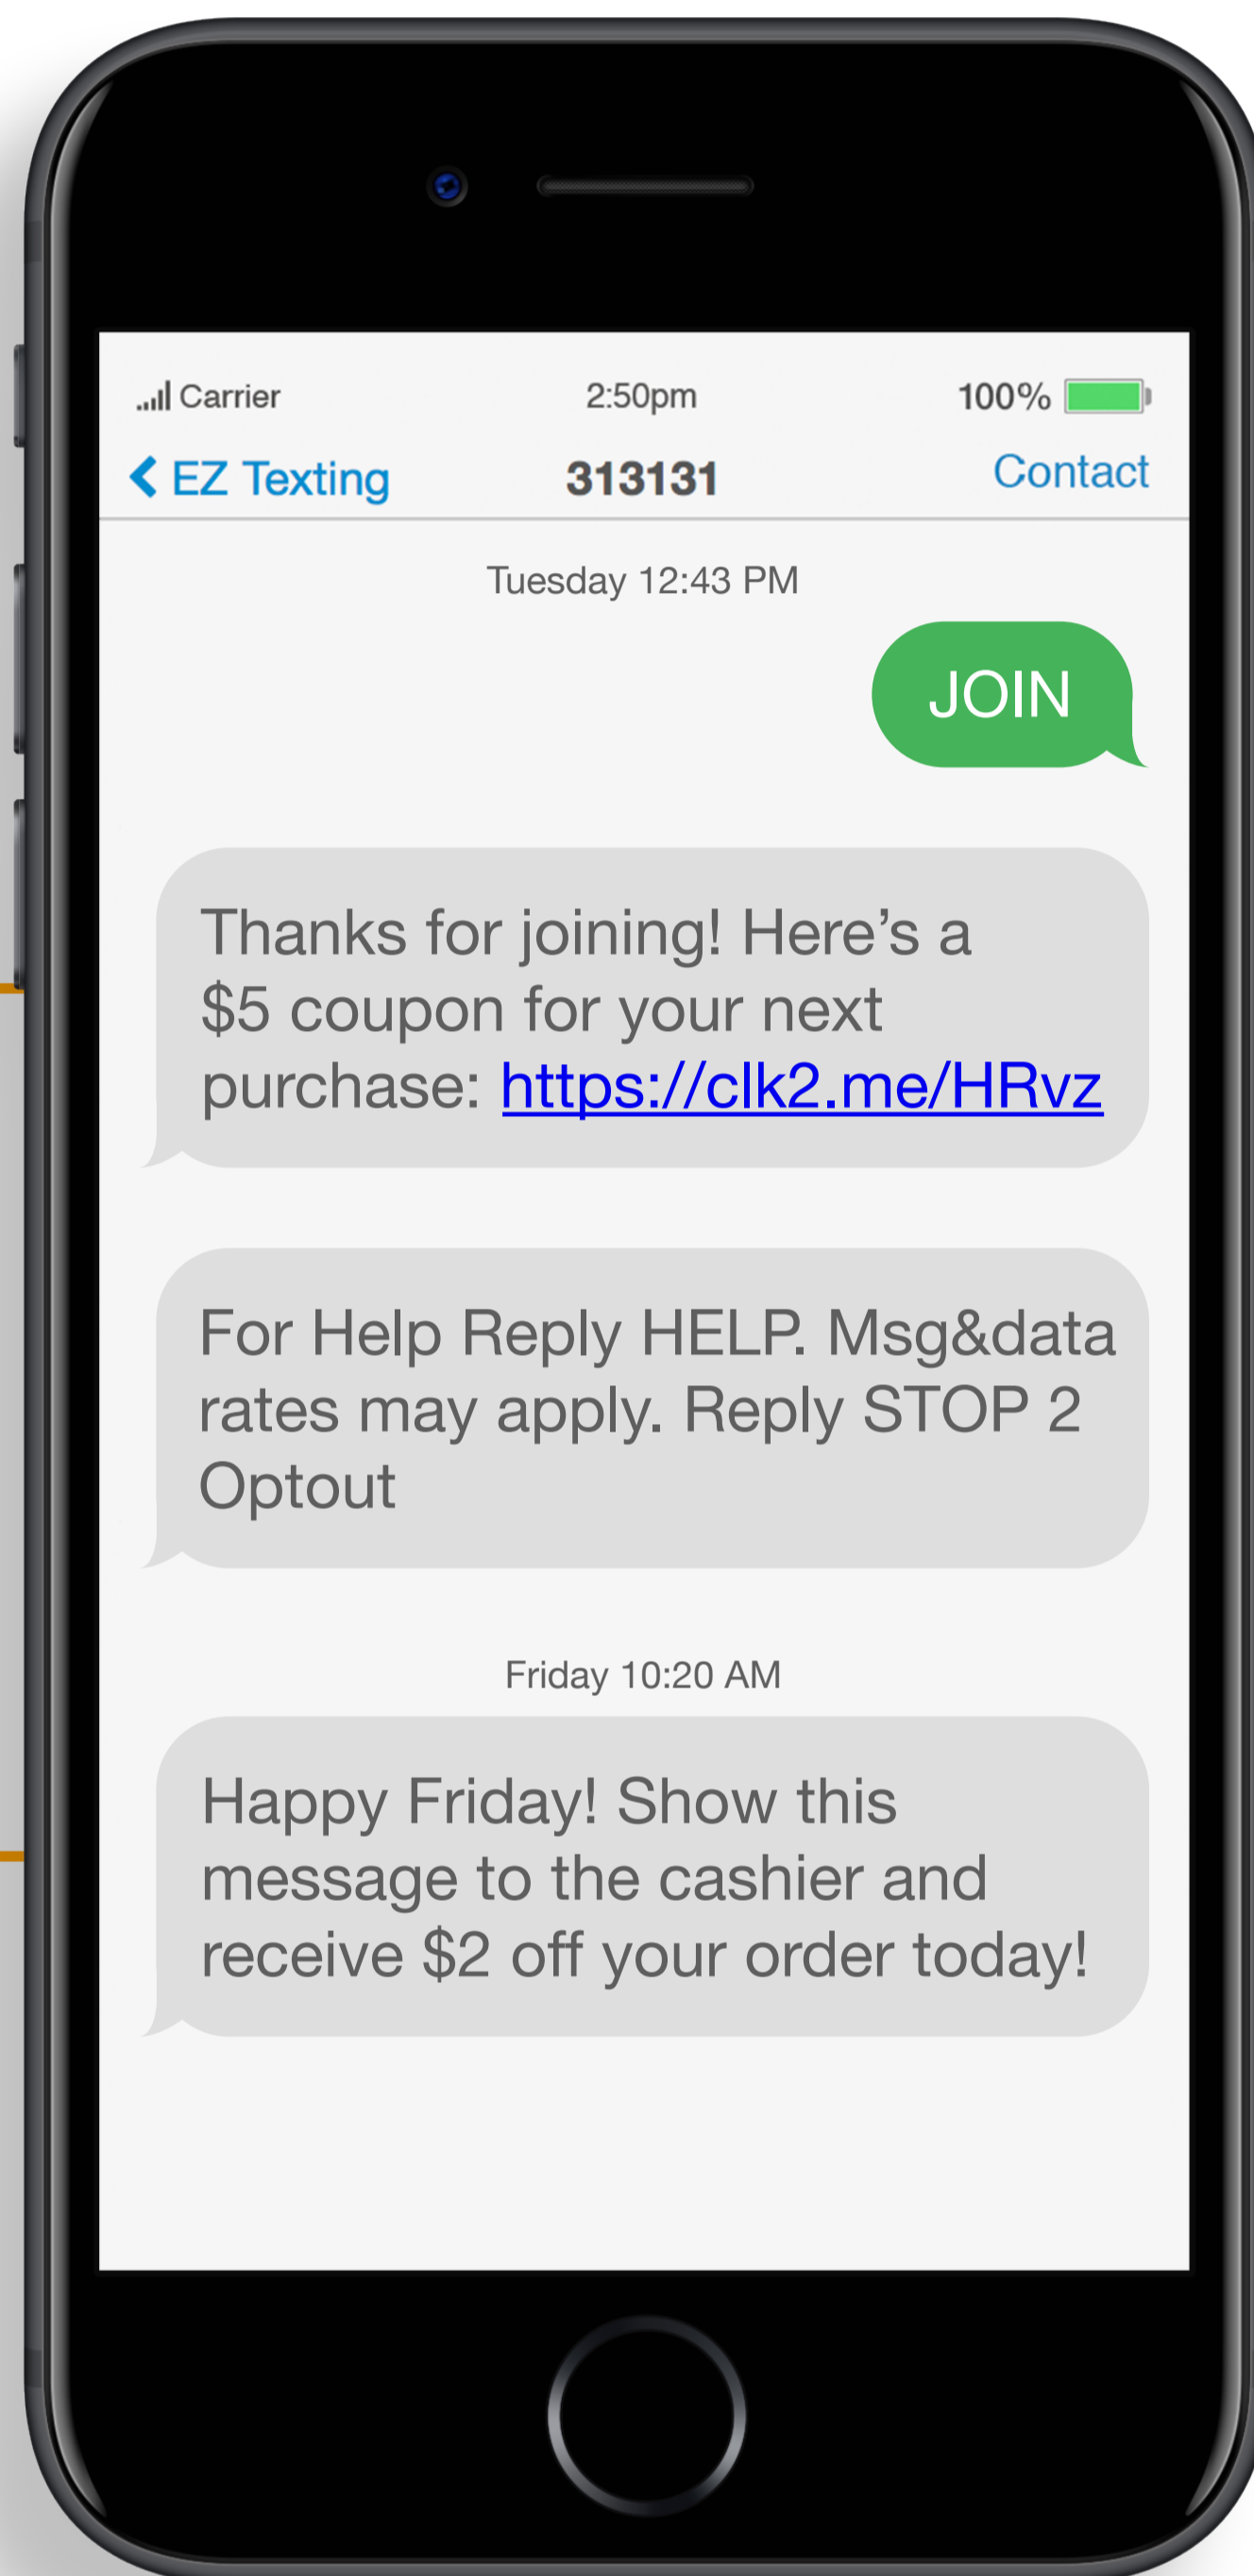 Carrier 2:50pm 100%
EZ Texting 313131 Contact
Tuesday 12:43 PM
JOIN
Thanks for joining! Here’s a
$5 coupon for your next
purchase: https://clk2.me/HRvz
For Help Reply HELP. Msg&data
rates may apply. Reply STOP 2
Optout
Friday 10:20 AM
Happy Friday! Show this
message to the cashier and
receive $2 off your order today!